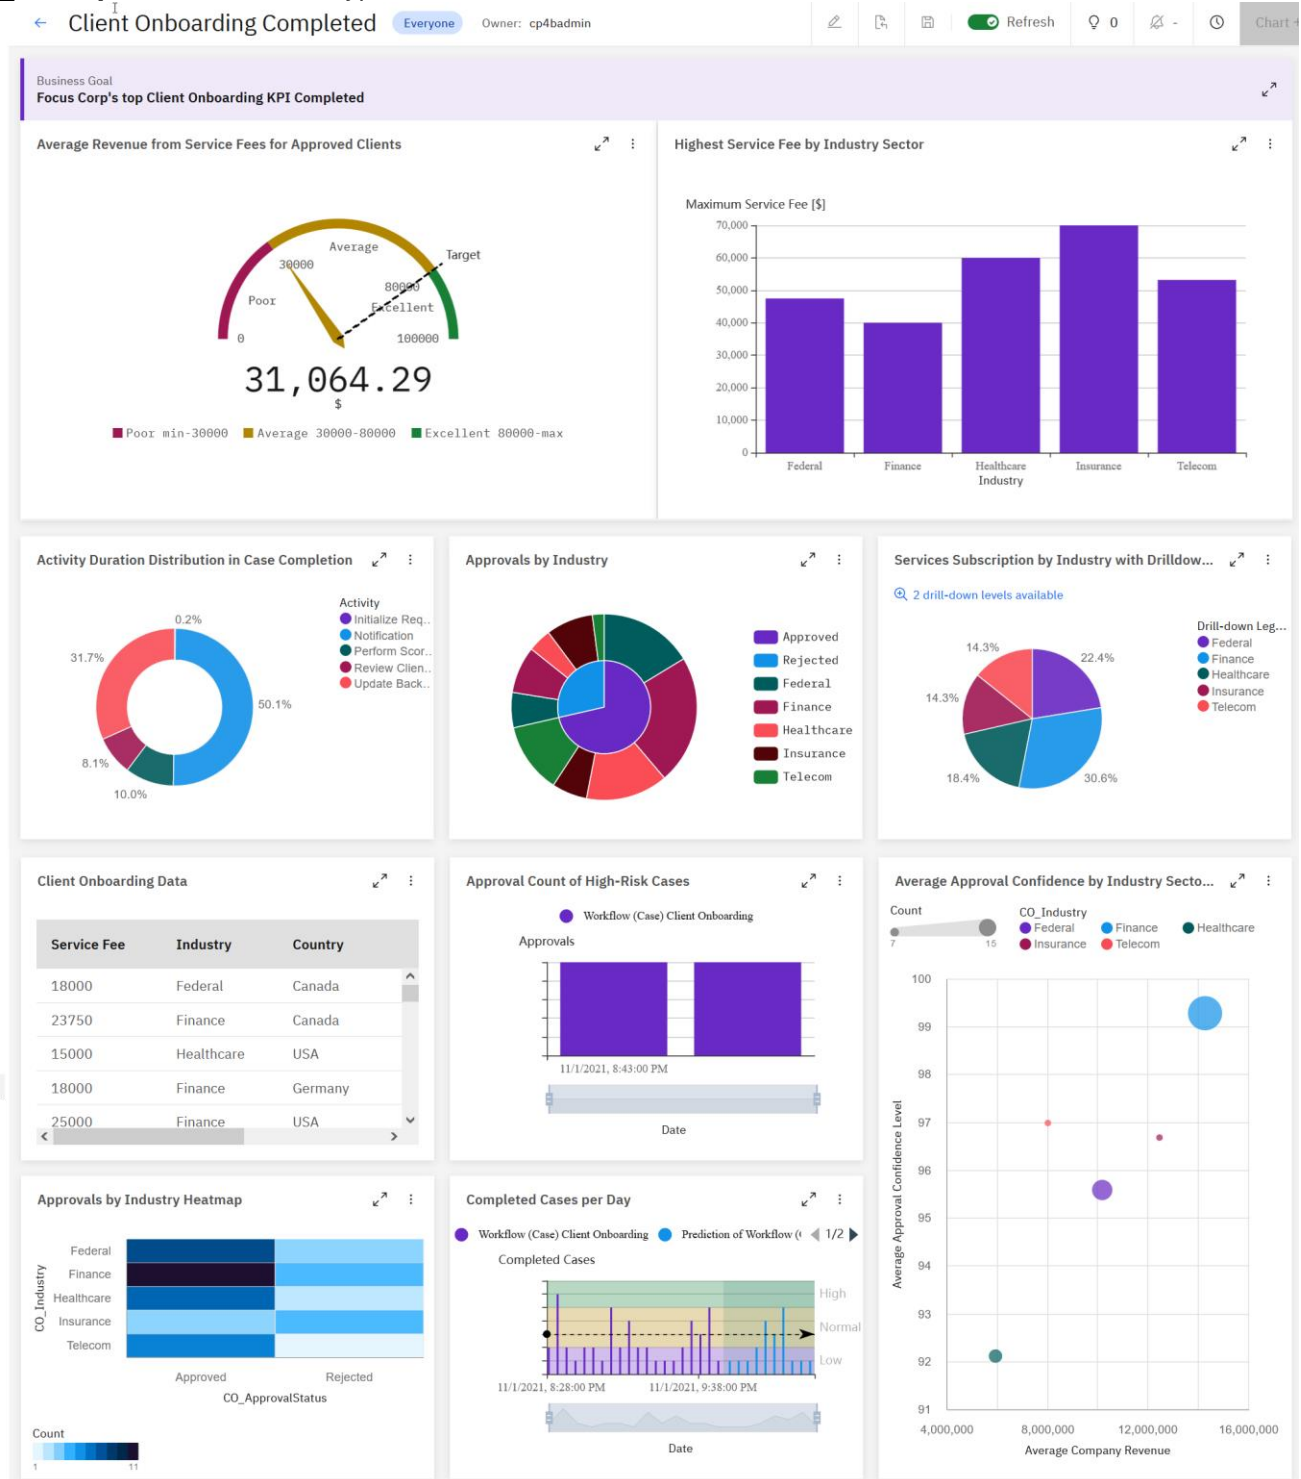 Client Onboarding Completed Everyone Owner: cp4badmin Refresh 0 - Chart +
Business Goal
Focus Corp's top Client Onboarding KPI Completed
Average Revenue from Service Fees for Approved Clients
Average
Target
30000
80000
Poor
Excellent
0
100000
31,064.29
$
Poor min-30000 Average 30000-80000 Excellent 80000-max
Highest Service Fee by Industry Sector
Maximum Service Fee [$]
70,000
60,000
50,000
40,000
30,000
20,000
10,000
0
Federal Finance Healthcare Insurance Telecom
Industry
Activity Duration Distribution in Case Completion
Activity
Initialize Req..
Notification
Perform Scor..
Review Clien..
Update Back..
0.2%
31.7%
50.1%
8.1%
10.0%
Approvals by Industry
Approved
Rejected
Federal
Finance
Healthcare
Insurance
Telecom
Services Subscription by Industry with Drilldow...
2 drill-down levels available
Drill-down Leg...
Federal
Finance
Healthcare
Insurance
Telecom
14.3%
22.4%
14.3%
18.4%
30.6%
Client Onboarding Data
Service Fee Industry Country
18000 Federal Canada
23750 Finance Canada
15000 Healthcare USA
18000 Finance Germany
25000 Finance USA
Approval Count of High-Risk Cases
Workflow (Case) Client Onboarding
Approvals
11/1/2021, 8:43:00 PM
Date
Average Approval Confidence by Industry Secto...
Count
7 15
CO_Industry
Federal Finance Healthcare
Insurance Telecom
100
99
98
97
96
95
94
93
92
91
Average Approval Confidence Level
4,000,000 8,000,000 12,000,000 16,000,000
Average Company Revenue
Approvals by Industry Heatmap
CO_Industry
Federal
Finance
Healthcare
Insurance
Telecom
Approved Rejected
CO_ApprovalStatus
Count
1 11
Completed Cases per Day
Workflow (Case) Client Onboarding Prediction of Workflow (C 1/2
Completed Cases
High
Normal
Low
11/1/2021, 8:28:00 PM 11/1/2021, 9:38:00 PM
Date